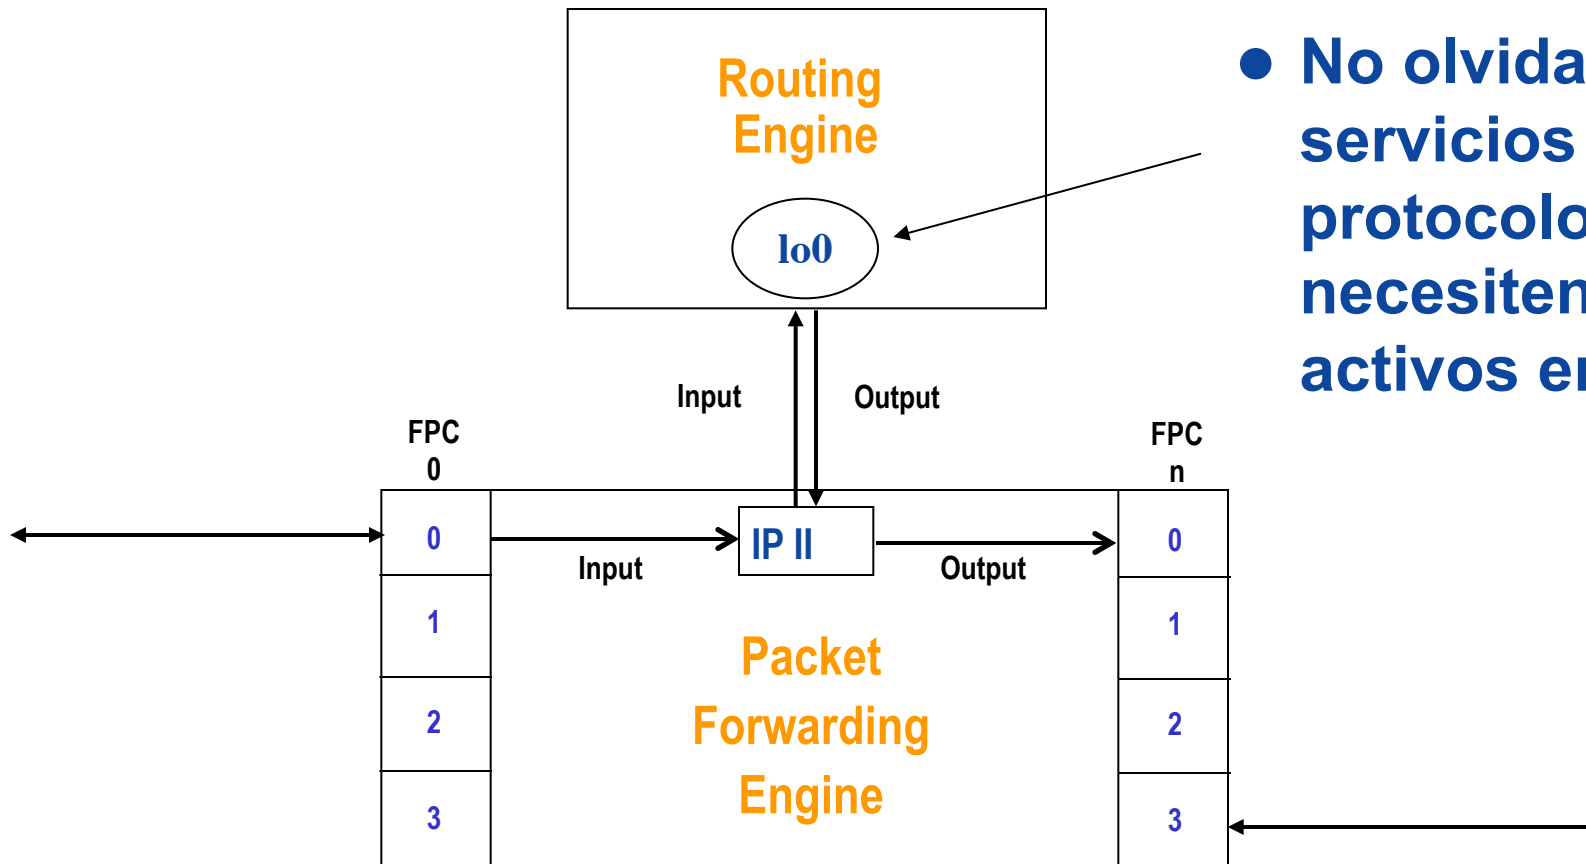 Routing
Engine
lo0
● No olvida
servicios
protocolo
necesiten
activos en
Input
Output
FPC
0
FPC
n
0
1
2
3
Input
IP II
Output
Packet
Forwarding
Engine
0
1
2
3